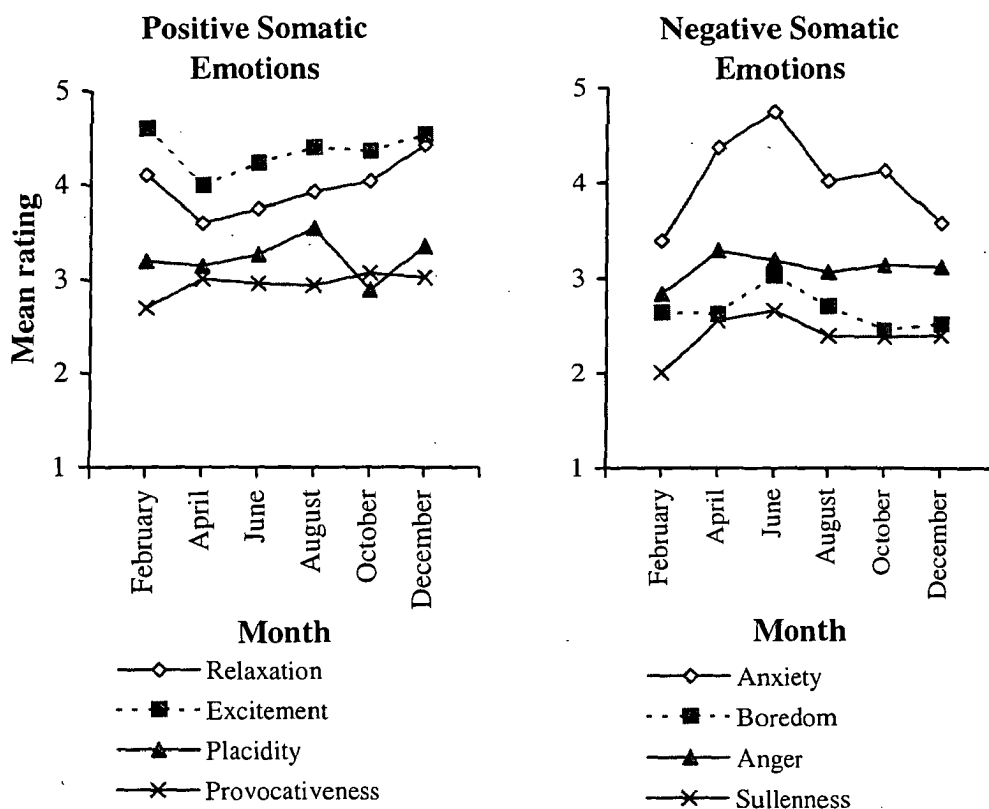 Positive Somatic
Emotions
5
4
3
2
1
Mean rating
February
April
June
August
October
December
Month
Relaxation
Excitement
Placidity
Provocativeness
Negative Somatic
Emotions
5
4
3
2
1
February
April
June
August
October
December
Month
Anxiety
Boredom
Anger
Sullenness